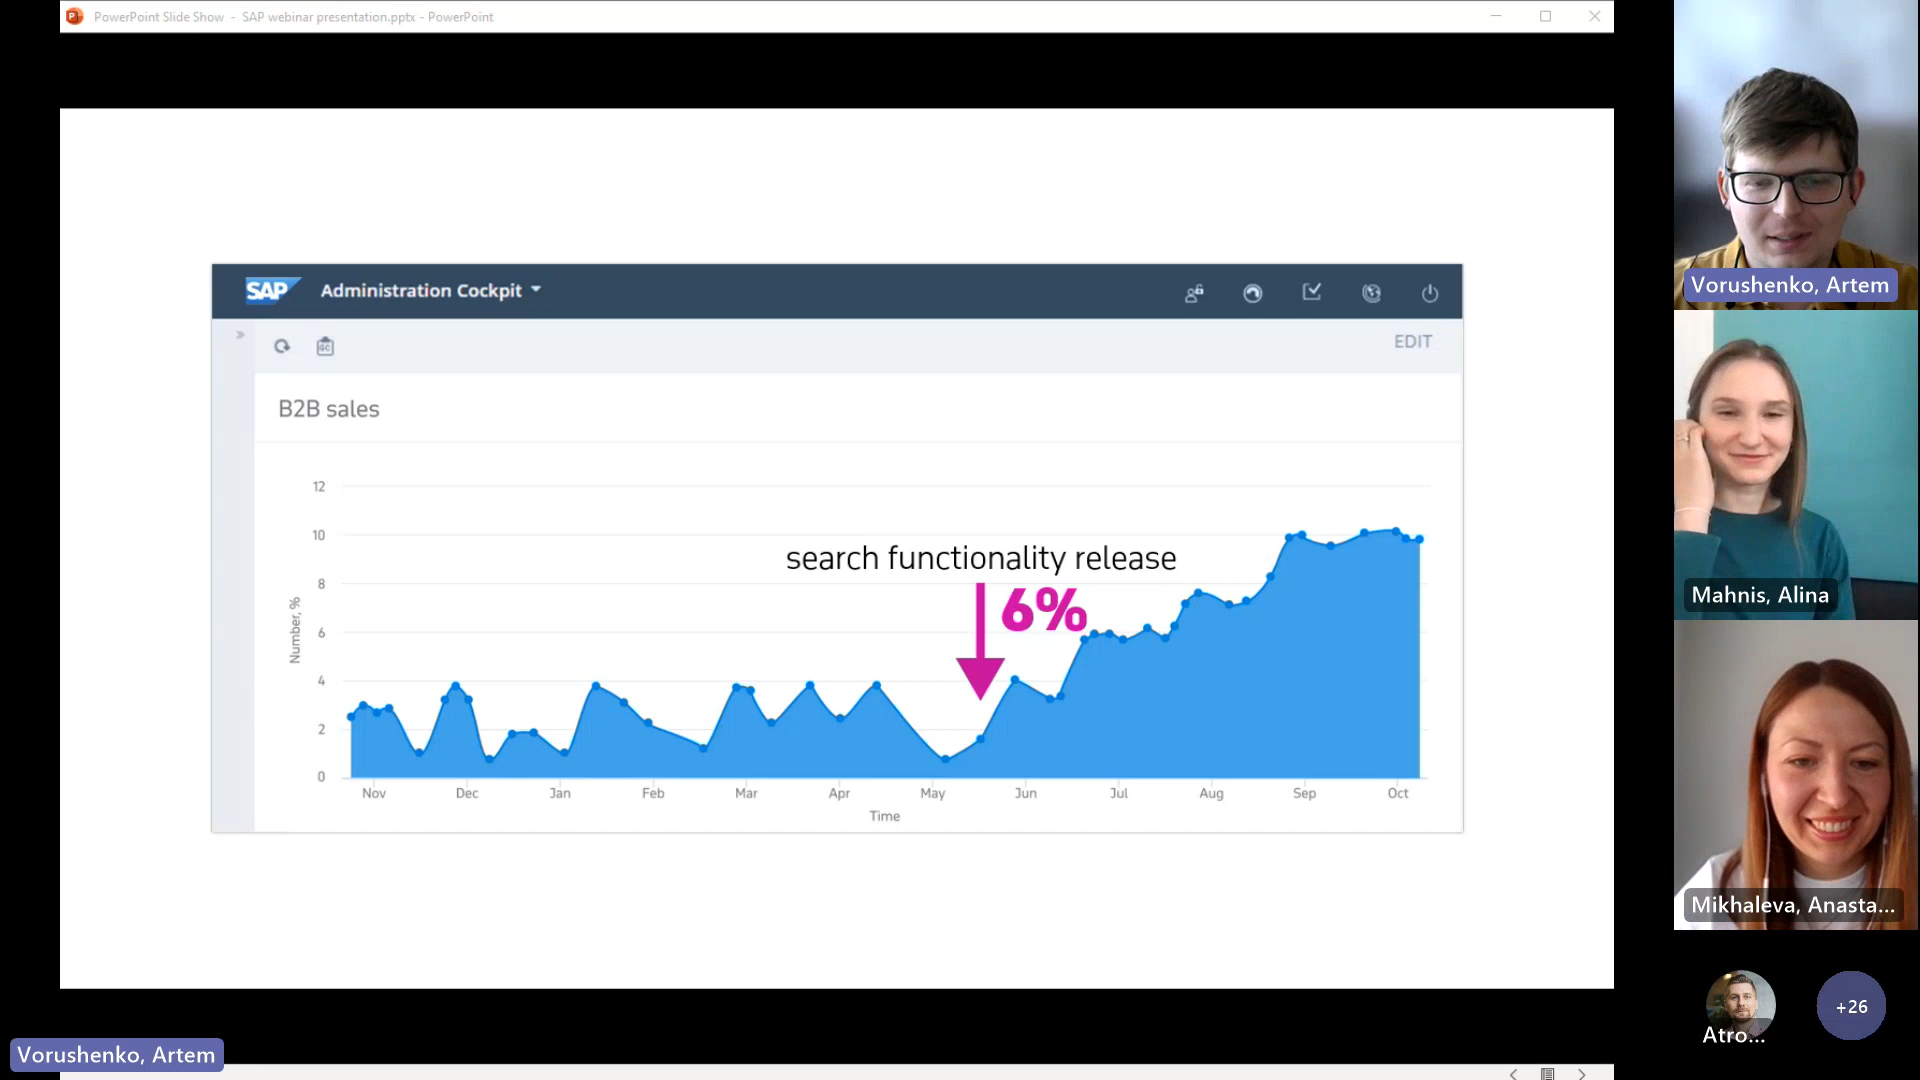 PowerPoint Slide Show - SAP webinar presentation.pptx - PowerPoint
SAP Administration Cockpit
EDIT
B2B sales
12
10
8
6
4
2
0
Number, %
search functionality release
6%
Nov Dec Jan Feb Mar Apr May Jun Jul Aug Sep Oct
Time
Vorushenko, Artem
Mahnis, Alina
Mikhaleva, Anasta...
Atro...
+26
Vorushenko, Artem